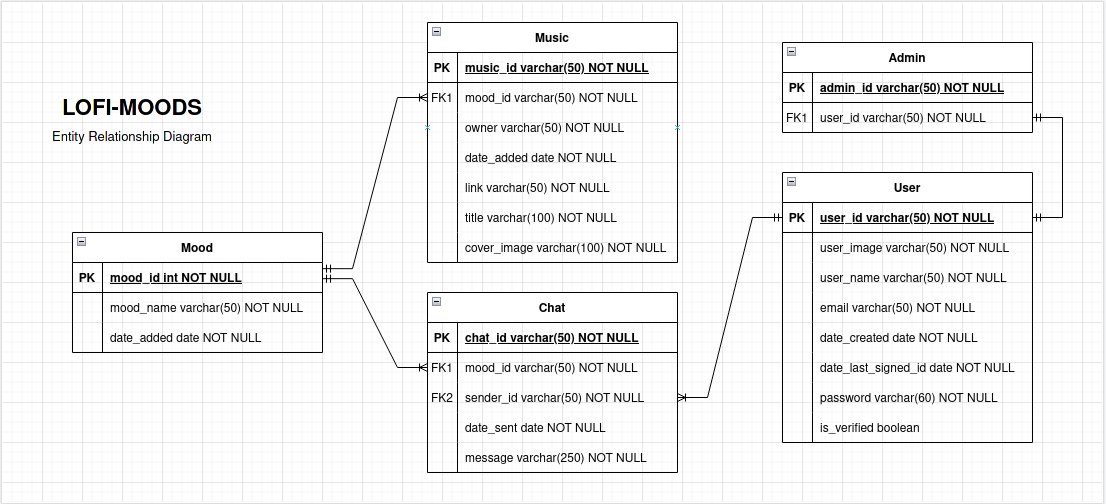 LOFI-MOODS
Entity Relationship Diagram
Mood
PK mood_id int NOT NULL
mood_name varchar(50) NOT NULL
date_added date NOT NULL
Music
PK music_id varchar(50) NOT NULL
FK1 mood_id varchar(50) NOT NULL
owner varchar(50) NOT NULL
date_added date NOT NULL
link varchar(50) NOT NULL
title varchar(100) NOT NULL
cover_image varchar(100) NOT NULL
Chat
PK chat_id varchar(50) NOT NULL
FK1 mood_id varchar(50) NOT NULL
FK2 sender_id varchar(50) NOT NULL
date_sent date NOT NULL
message varchar(250) NOT NULL
Admin
PK admin_id varchar(50) NOT NULL
FK1 user_id varchar(50) NOT NULL
User
PK user_id varchar(50) NOT NULL
user_image varchar(50) NOT NULL
user_name varchar(50) NOT NULL
email varchar(50) NOT NULL
date_created date NOT NULL
date_last_signed_id date NOT NULL
password varchar(60) NOT NULL
is_verified boolean